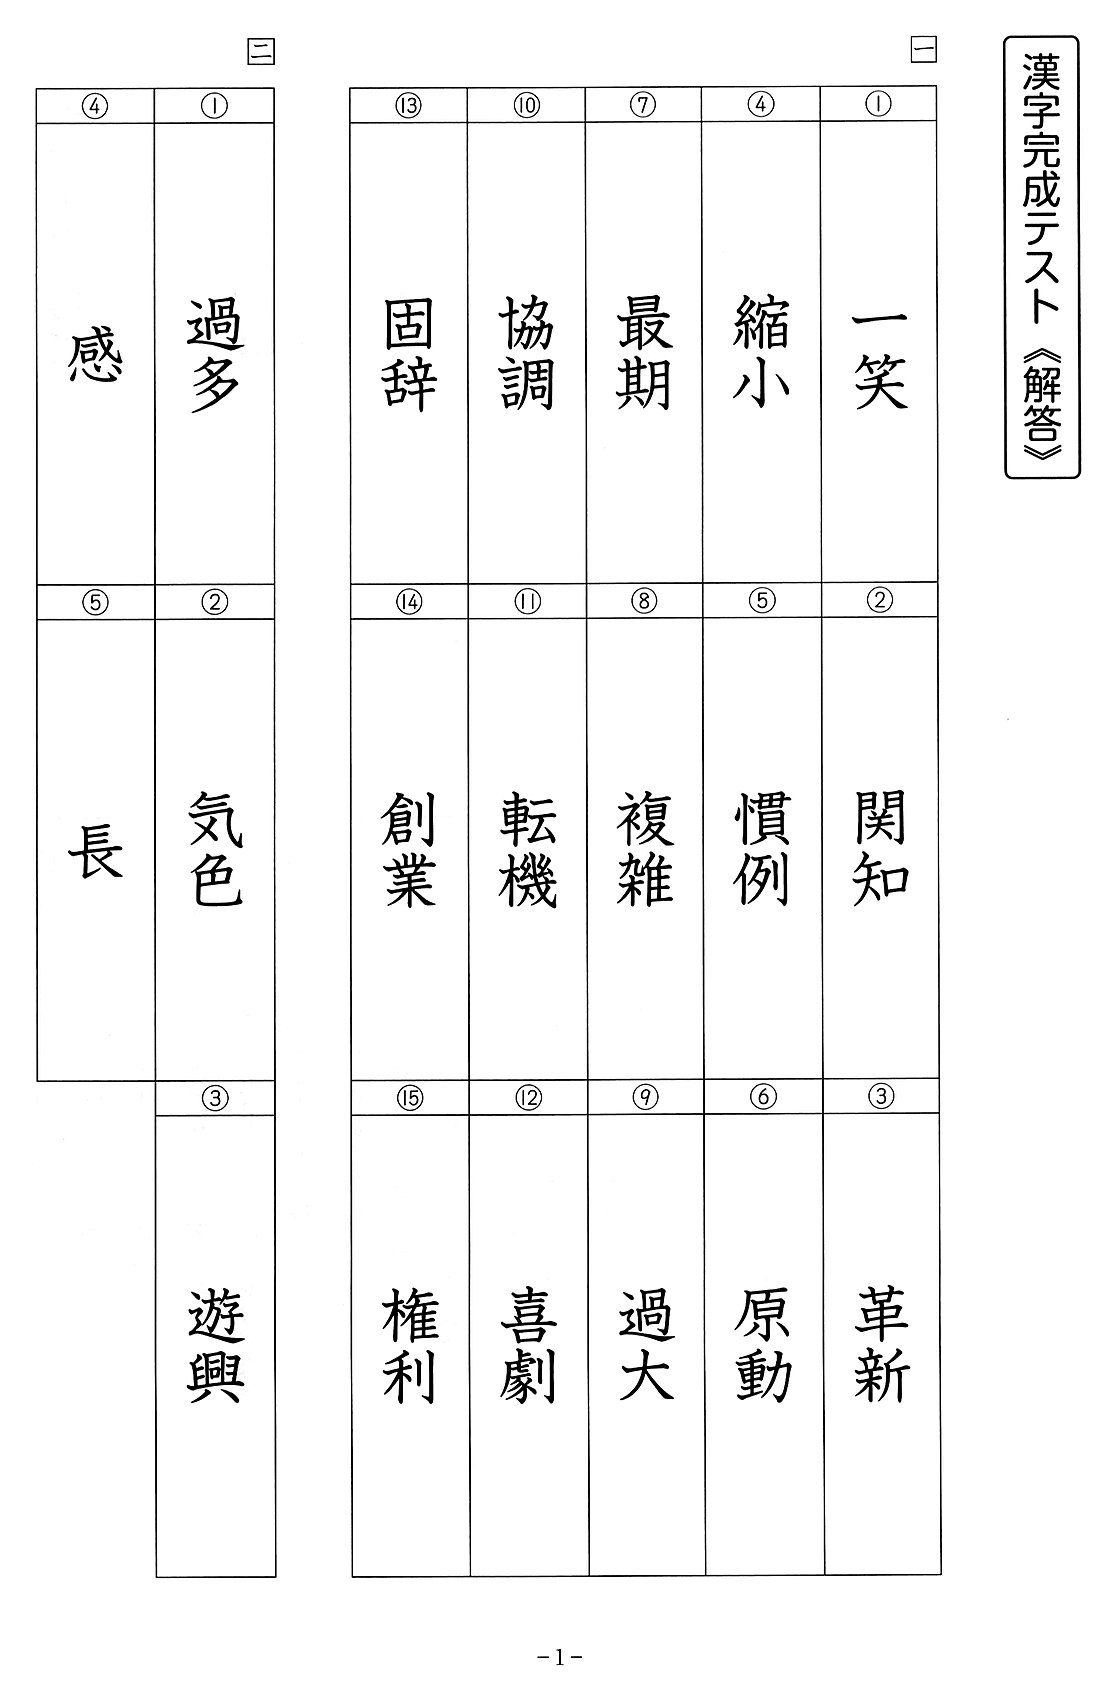 漢字完成テスト《解答》
一
① 一笑
② 関知
③ 革新
④ 縮小
⑤ 慣例
⑥ 原動
⑦ 最期
⑧ 複雑
⑨ 過大
⑩ 協調
⑪ 転機
⑫ 喜劇
⑬ 固辞
⑭ 創業
⑮ 権利
二
① 過多
② 気色
③ 遊興
④ 感
⑤ 長
-1-